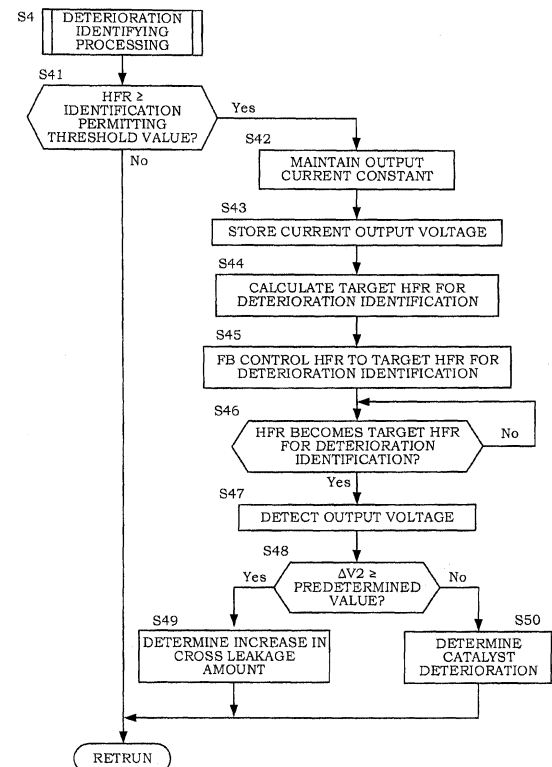 S4
DETERIORATION
IDENTIFYING
PROCESSING
S41
HFR ≥
IDENTIFICATION
PERMITTING
THRESHOLD VALUE?
Yes
No
S42
MAINTAIN OUTPUT
CURRENT CONSTANT
S43
STORE CURRENT OUTPUT VOLTAGE
S44
CALCULATE TARGET HFR FOR
DETERIORATION IDENTIFICATION
S45
FB CONTROL HFR TO TARGET HFR FOR
DETERIORATION IDENTIFICATION
S46
HFR BECOMES TARGET HFR
FOR DETERIORATION
IDENTIFICATION?
No
Yes
S47
DETECT OUTPUT VOLTAGE
S48
ΔV2 ≥
PREDETERMINED
VALUE?
Yes
No
S49
DETERMINE INCREASE IN
CROSS LEAKAGE
AMOUNT
S50
DETERMINE
CATALYST
DETERIORATION
RETRUN